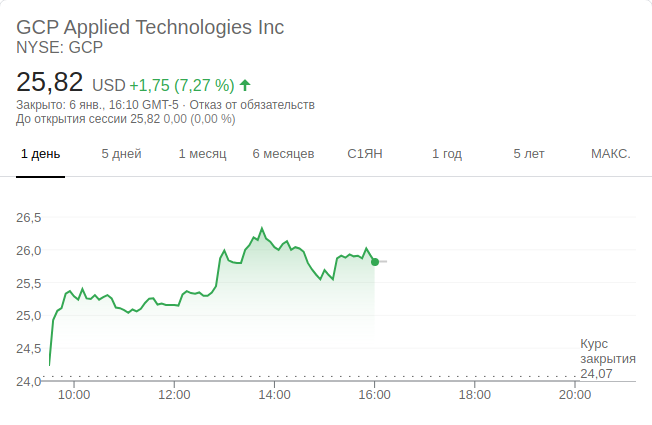 GCP Applied Technologies Inc
NYSE: GCP
25,82 USD +1,75 (7,27 %)
Закрыто: 6 янв., 16:10 GMT-5 · Отказ от обязательств
До открытия сессии 25,82 0,00 (0,00 %)
1 день 5 дней 1 месяц 6 месяцев С1ЯН 1 год 5 лет МАКС.
26,5
26,0
25,5
25,0
24,5
Курс
закрытия
24,07
24,0
10:00 12:00 14:00 16:00 20:00